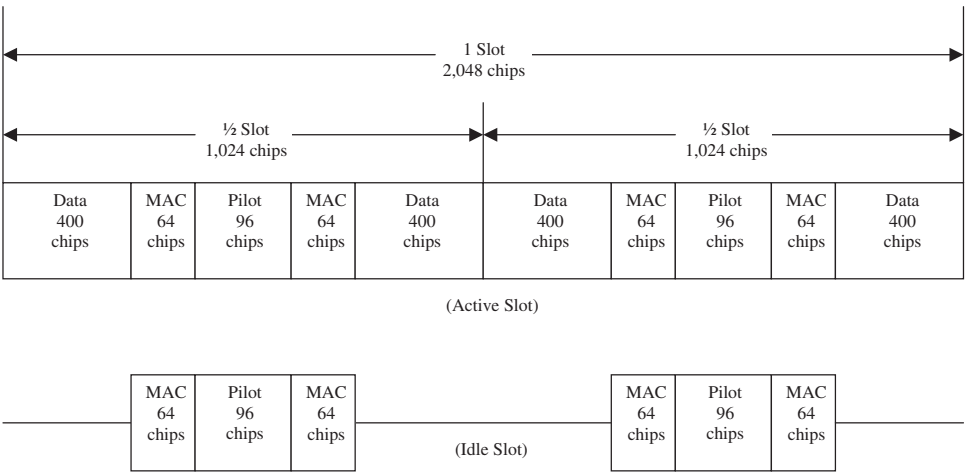 1 Slot
2,048 chips
½ Slot
1,024 chips
½ Slot
1,024 chips
Data
400
chips
MAC
64
chips
Pilot
96
chips
MAC
64
chips
Data
400
chips
Data
400
chips
MAC
64
chips
Pilot
96
chips
MAC
64
chips
Data
400
chips
(Active Slot)
MAC
64
chips
Pilot
96
chips
MAC
64
chips
(Idle Slot)
MAC
64
chips
Pilot
96
chips
MAC
64
chips